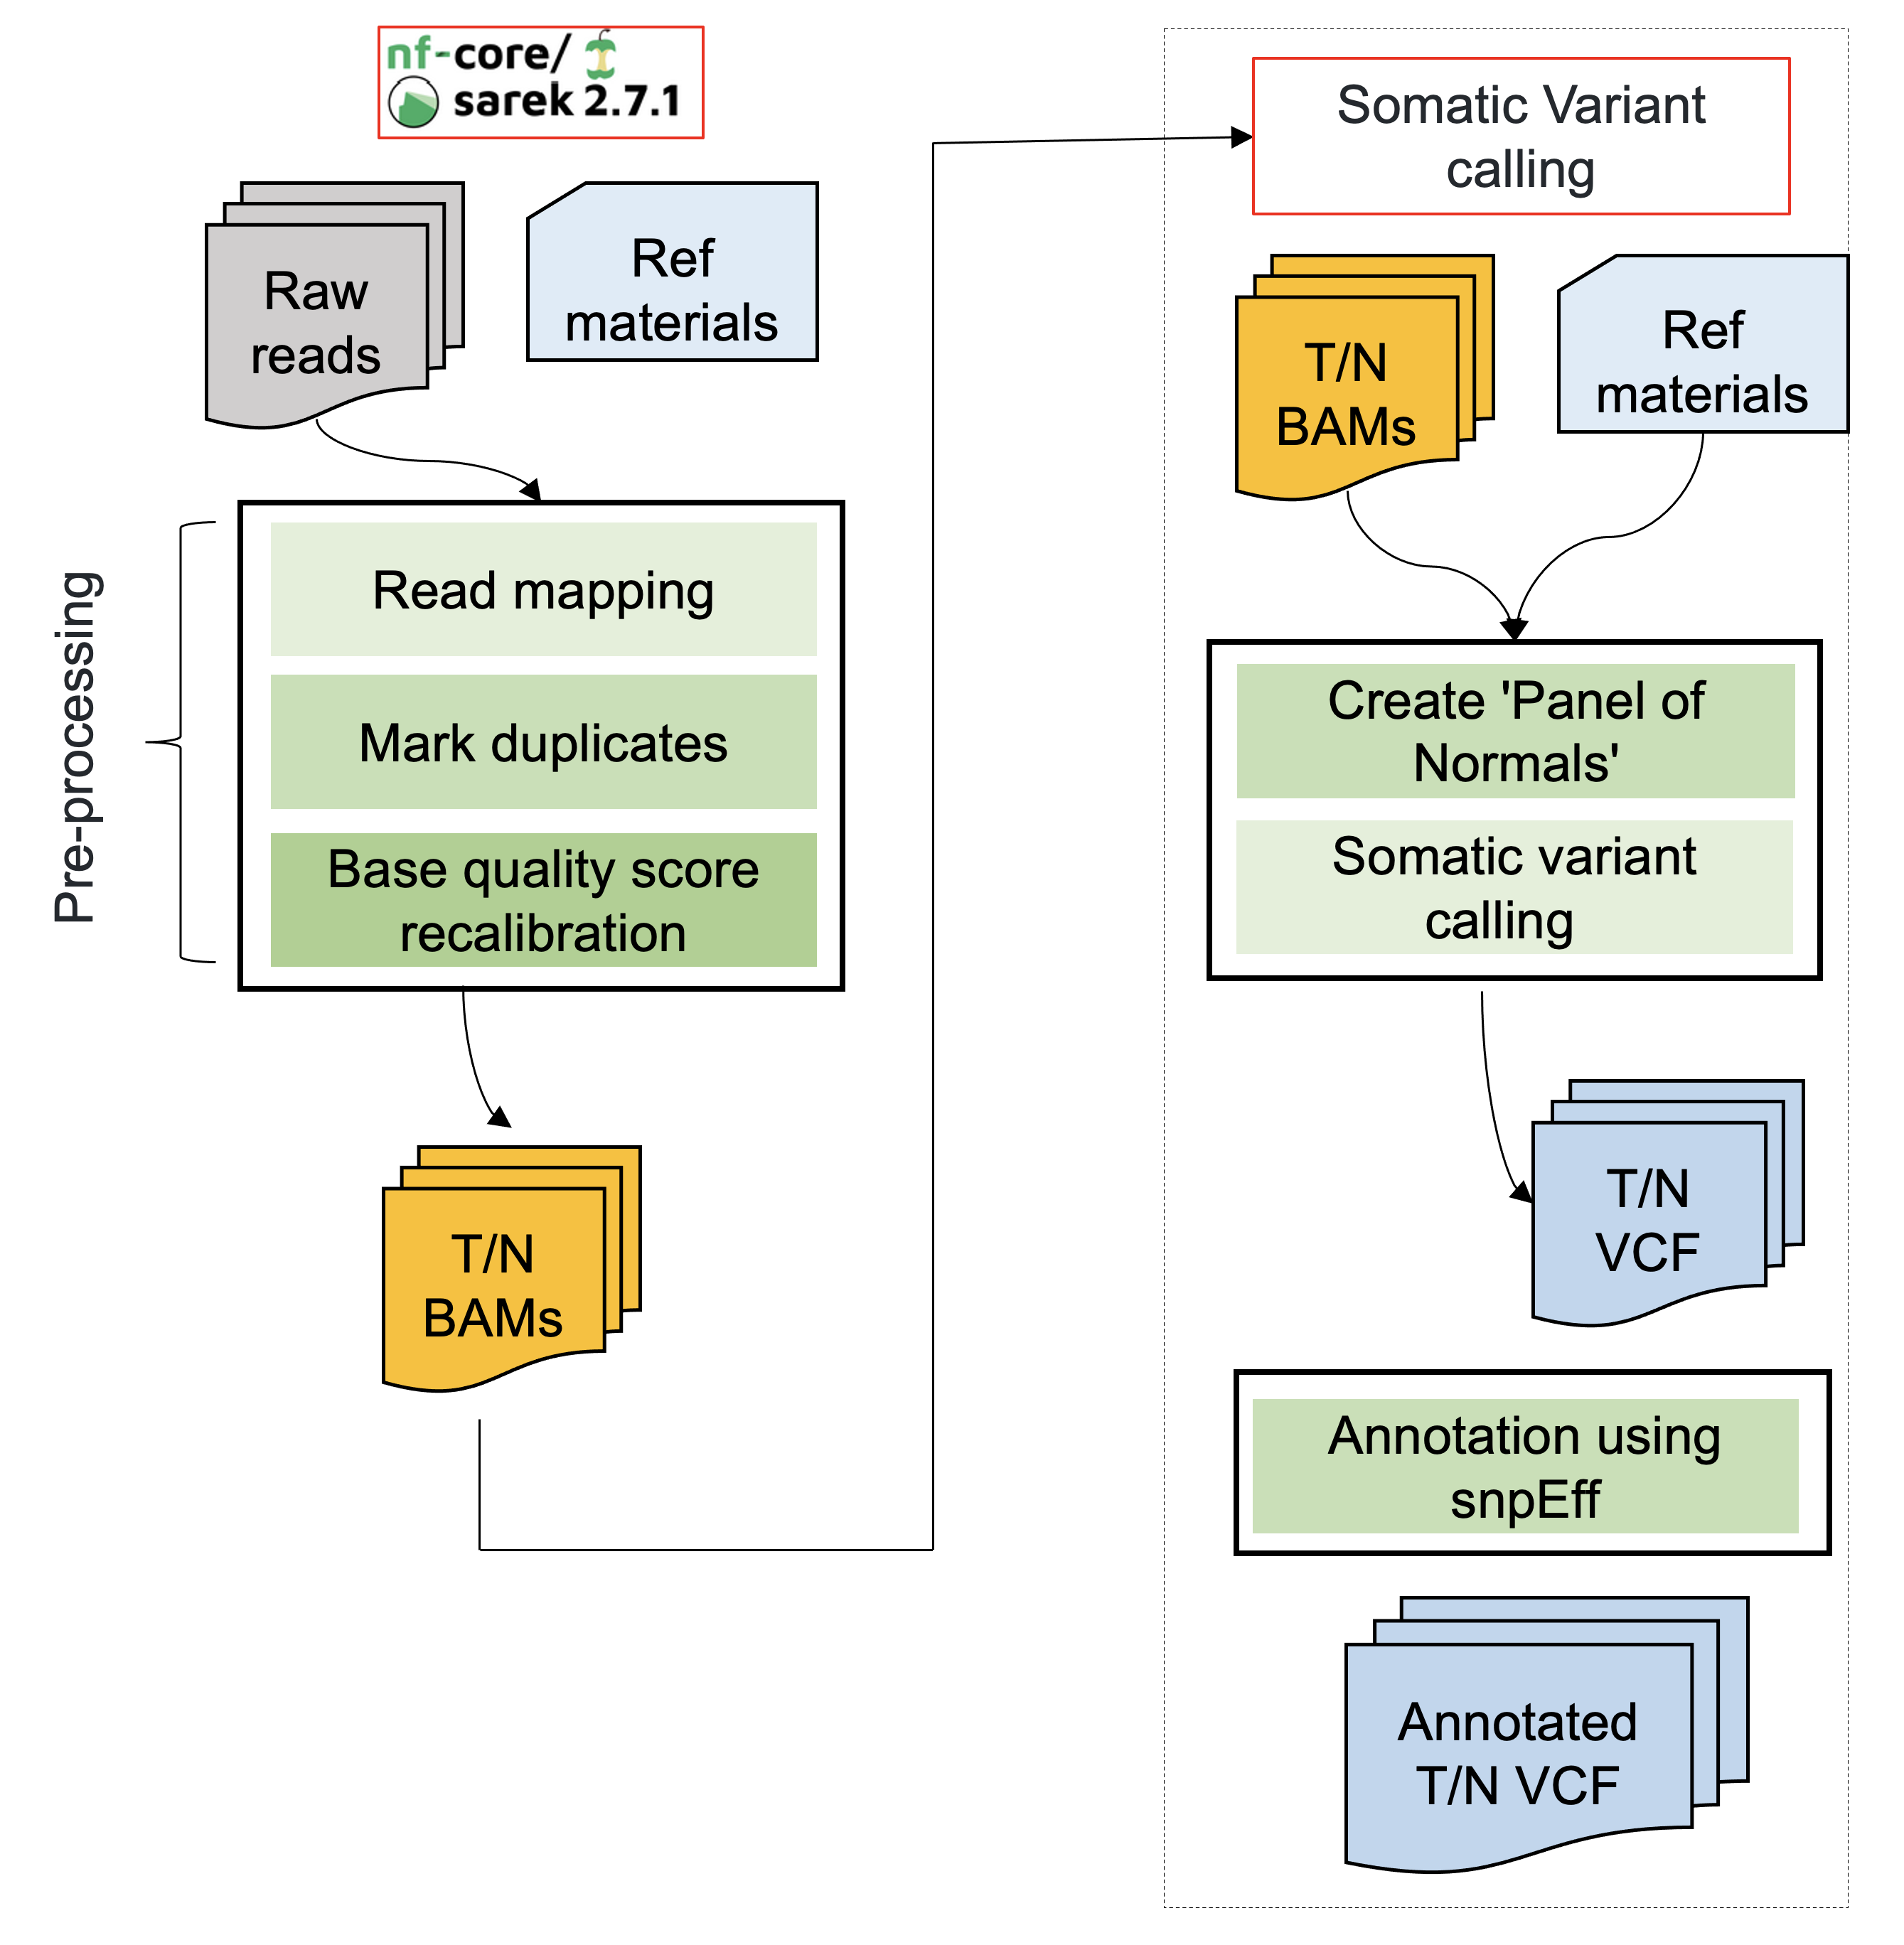 nf-core/
sarek 2.7.1
Raw
reads
Ref
materials
Pre-processing
Read mapping
Mark duplicates
Base quality score
recalibration
T/N
BAMs
Somatic Variant
calling
T/N
BAMs
Ref
materials
Create 'Panel of
Normals'
Somatic variant
calling
T/N
VCF
Annotation using
snpEff
Annotated
T/N VCF